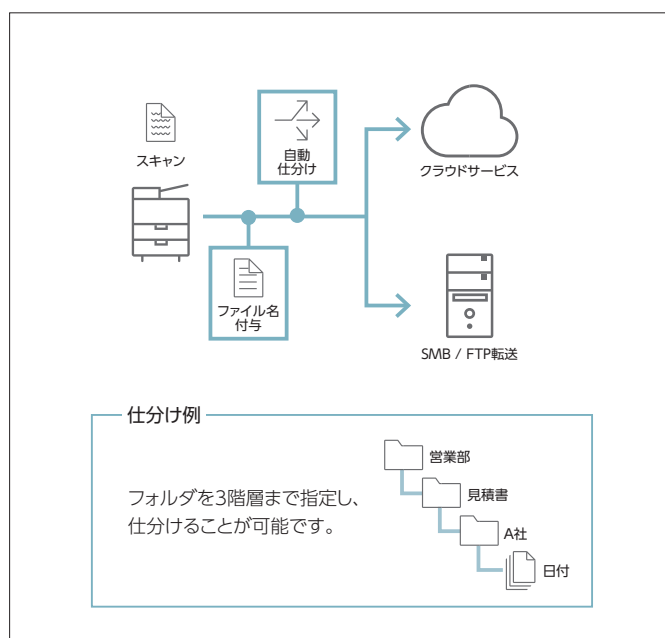 スキャン
自動
仕分け
クラウドサービス
ファイル名
付与
SMB / FTP転送
仕分け例
フォルダを3階層まで指定し、
仕分けることが可能です。
営業部
見積書
A社
日付